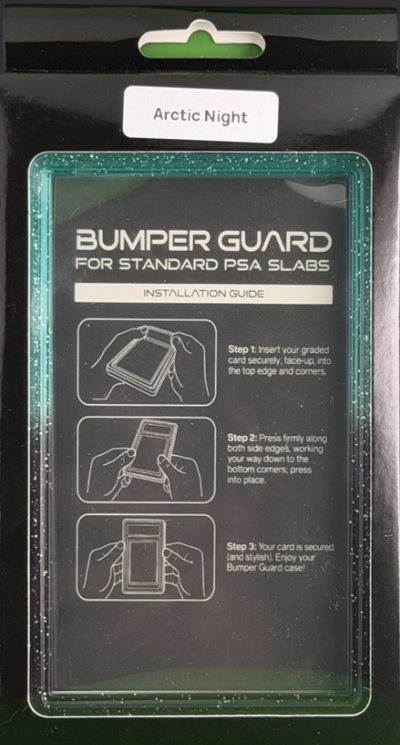 Arctic Night
BUMPER GUARD
FOR STANDARD PSA SLABS
INSTALLATION GUIDE
Step 1: Insert your graded
card securely, face-up, into
the top edge and corners.
Step 2: Press firmly along
both side edges, working
your way down to the
bottom corners; press
into place.
Step 3: Your card is secured
(and stylish). Enjoy your
Bumper Guard case!